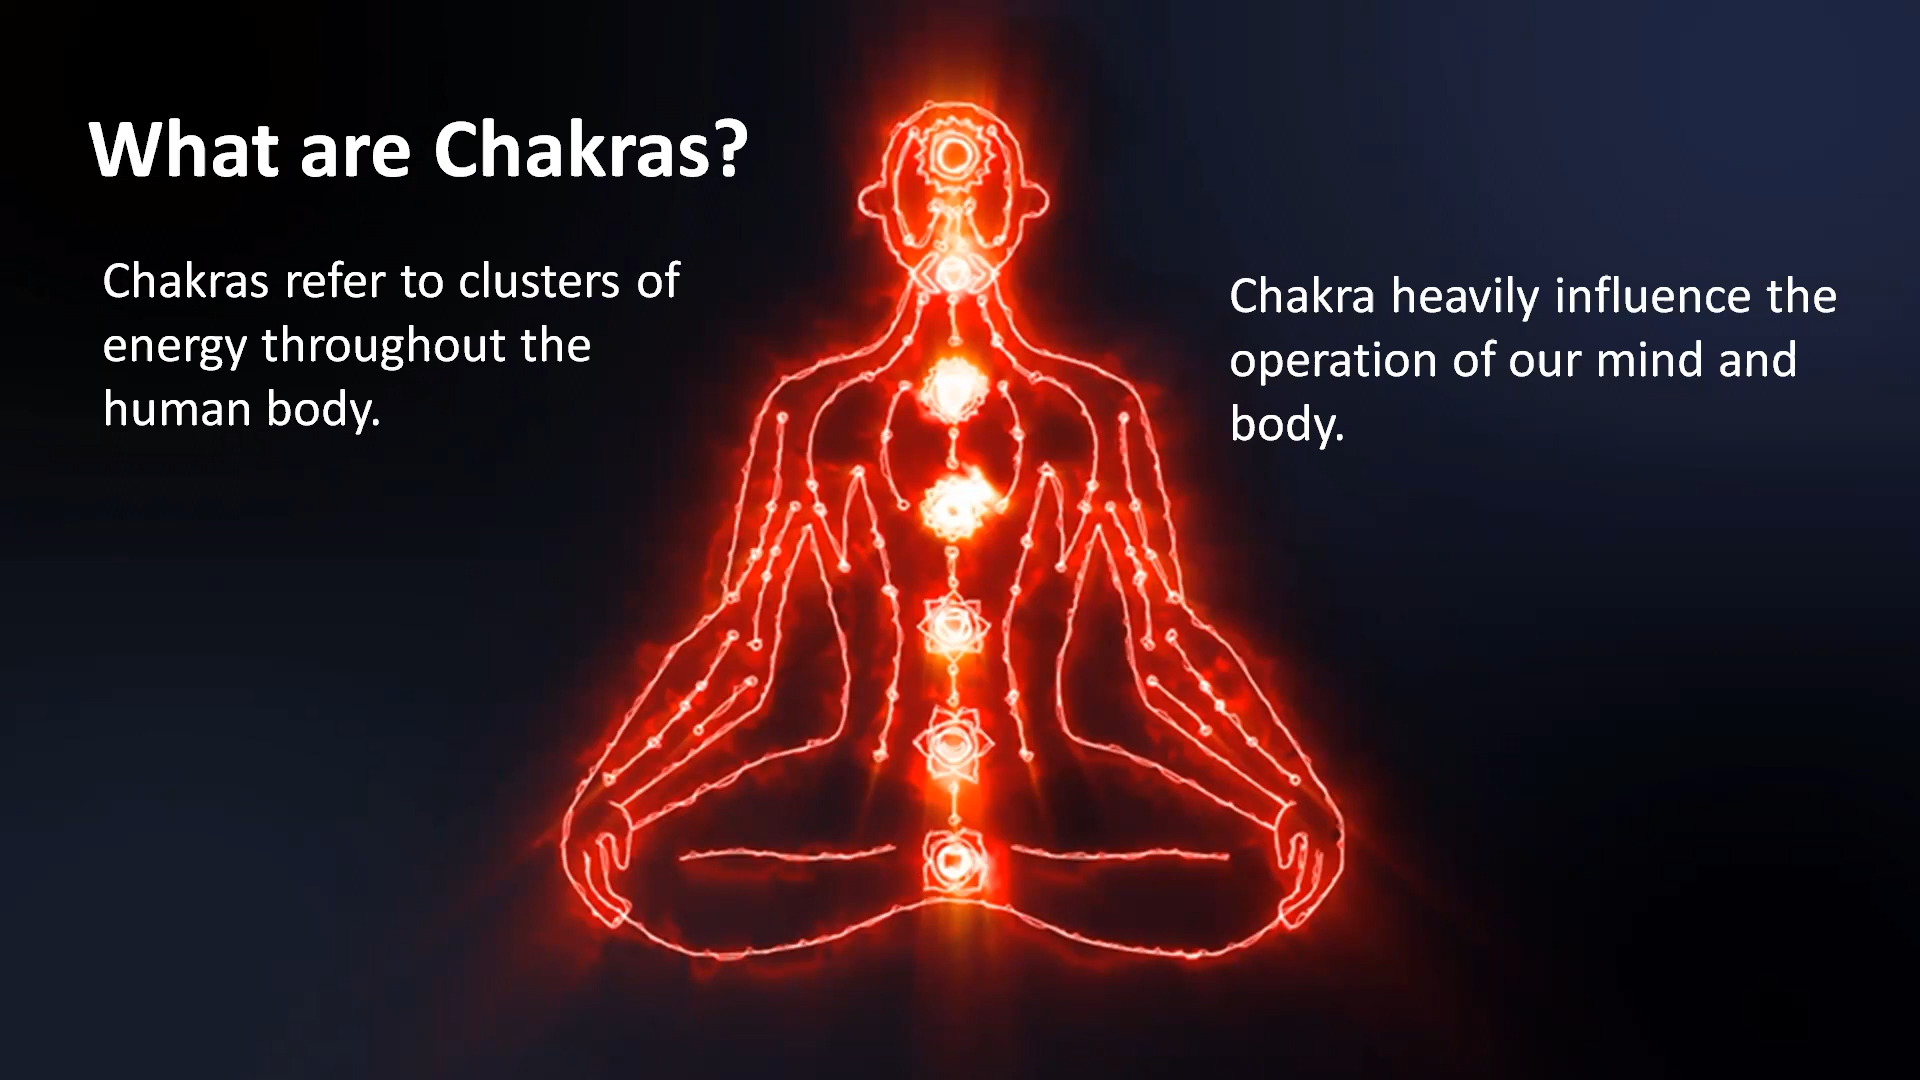 What are Chakras?
Chakras refer to clusters of
energy throughout the
human body.
Chakra heavily influence the
operation of our mind and
body.